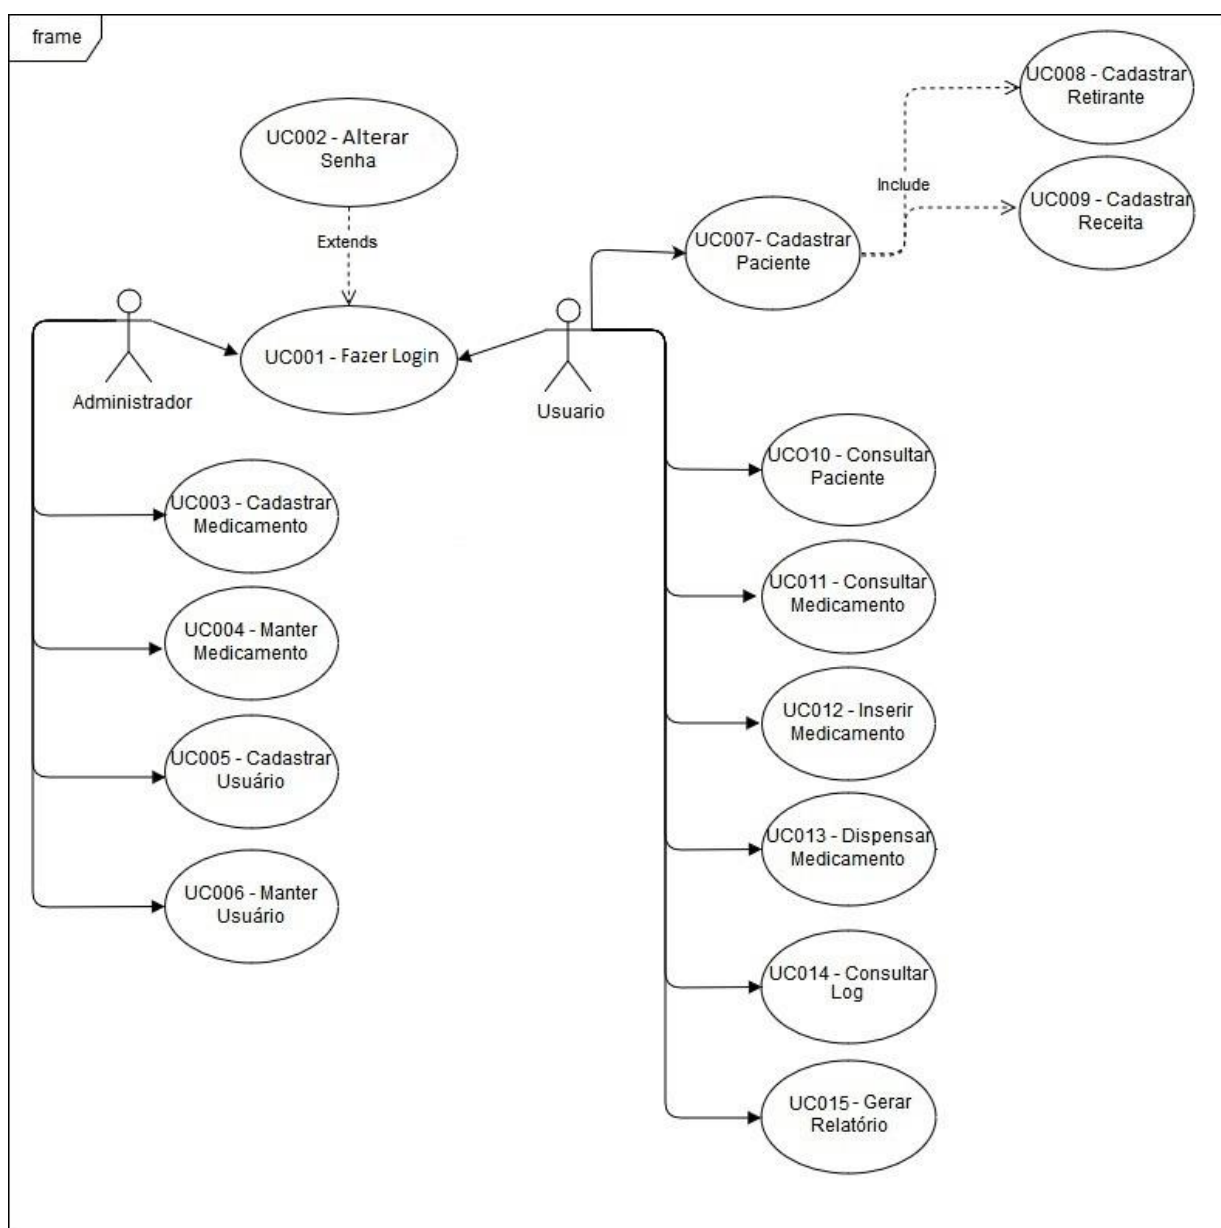 frame
UC008 - Cadastrar
Retirante
UC002 - Alterar
Senha
Include
UC009 - Cadastrar
Receita
Extends
UC007- Cadastrar
Paciente
UC001 - Fazer Login
Administrador
Usuario
UCO10 - Consultar
Paciente
UC003 - Cadastrar
Medicamento
UC011 - Consultar
Medicamento
UC004 - Manter
Medicamento
UC012 - Inserir
Medicamento
UC005 - Cadastrar
Usuário
UC013 - Dispensar
Medicamento
UC006 - Manter
Usuário
UC014 - Consultar
Log
UC015 - Gerar
Relatório